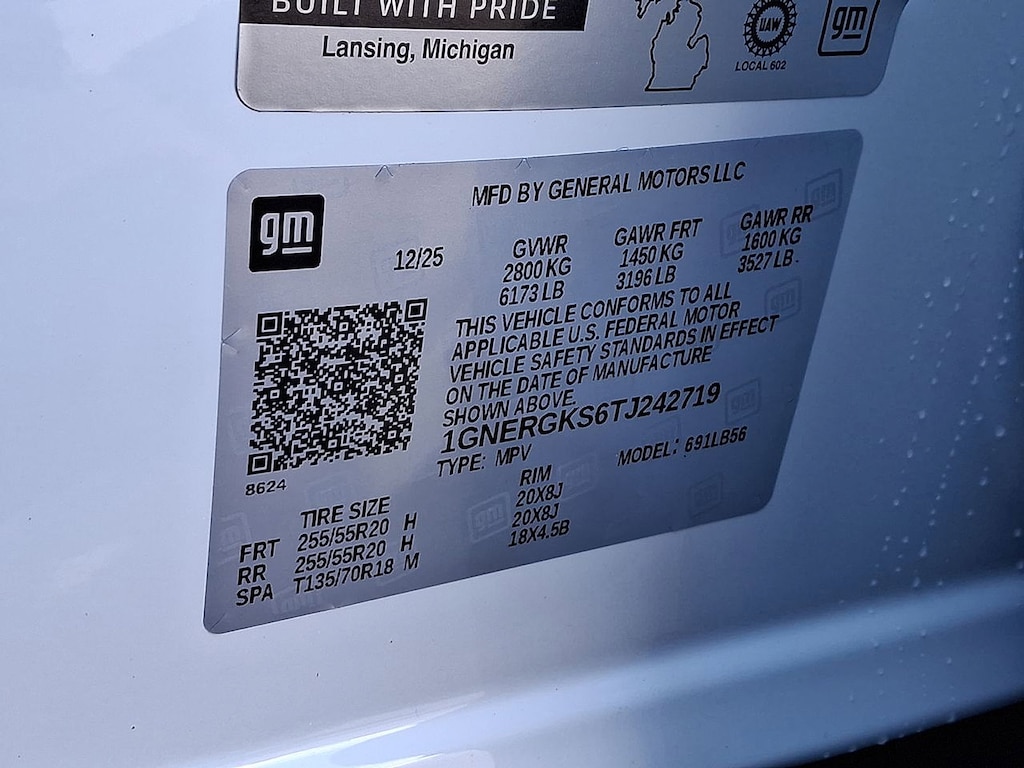 BUILT WITH PRIDE
Lansing, Michigan
UAW
LOCAL 602
gm
MFD BY GENERAL MOTORS LLC
gm
12/25
GVWR GAWR FRT GAWR RR
2800 KG 1450 KG 1600 KG
6173 LB 3196 LB 3527 LB
THIS VEHICLE CONFORMS TO ALL
APPLICABLE U.S. FEDERAL MOTOR
VEHICLE SAFETY STANDARDS IN EFFECT
ON THE DATE OF MANUFACTURE
SHOWN ABOVE.
1GNERGKS6TJ242719
TYPE: MPV MODEL: 691LB56
8624
TIRE SIZE RIM
FRT 255/55R20 H 20X8J
RR 255/55R20 H 20X8J
SPA T135/70R18 M 18X4.5B